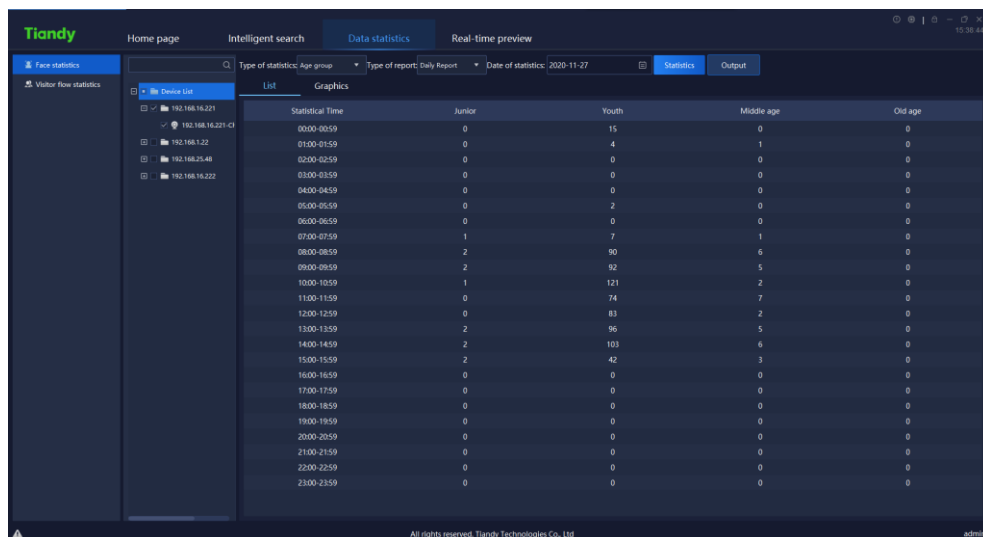 Tiandy
Home page Intelligent search Data statistics Real-time preview
Face statistics
Visitor flow statistics
Device List
192.168.16.221
192.168.16.221-Cl
192.168.1.22
192.168.25.48
192.168.16.222
Type of statistics: Age group Type of report: Daily Report Date of statistics: 2020-11-27 Statistics Output
List Graphics
Statistical Time Junior Youth Middle age Old age
00:00-00:59 0 15 0 0
01:00-01:59 0 4 1 0
02:00-02:59 0 0 0 0
03:00-03:59 0 0 0 0
04:00-04:59 0 0 0 0
05:00-05:59 0 2 0 0
06:00-06:59 0 0 0 0
07:00-07:59 1 7 1 0
08:00-08:59 2 90 6 0
09:00-09:59 2 92 5 0
10:00-10:59 1 121 2 0
11:00-11:59 0 74 7 0
12:00-12:59 0 83 2 0
13:00-13:59 2 96 5 0
14:00-14:59 2 103 6 0
15:00-15:59 2 42 3 0
16:00-16:59 0 0 0 0
17:00-17:59 0 0 0 0
18:00-18:59 0 0 0 0
19:00-19:59 0 0 0 0
20:00-20:59 0 0 0 0
21:00-21:59 0 0 0 0
22:00-22:59 0 0 0 0
23:00-23:59 0 0 0 0
All rights reserved. Tiandy Technologies Co., Ltd
admin